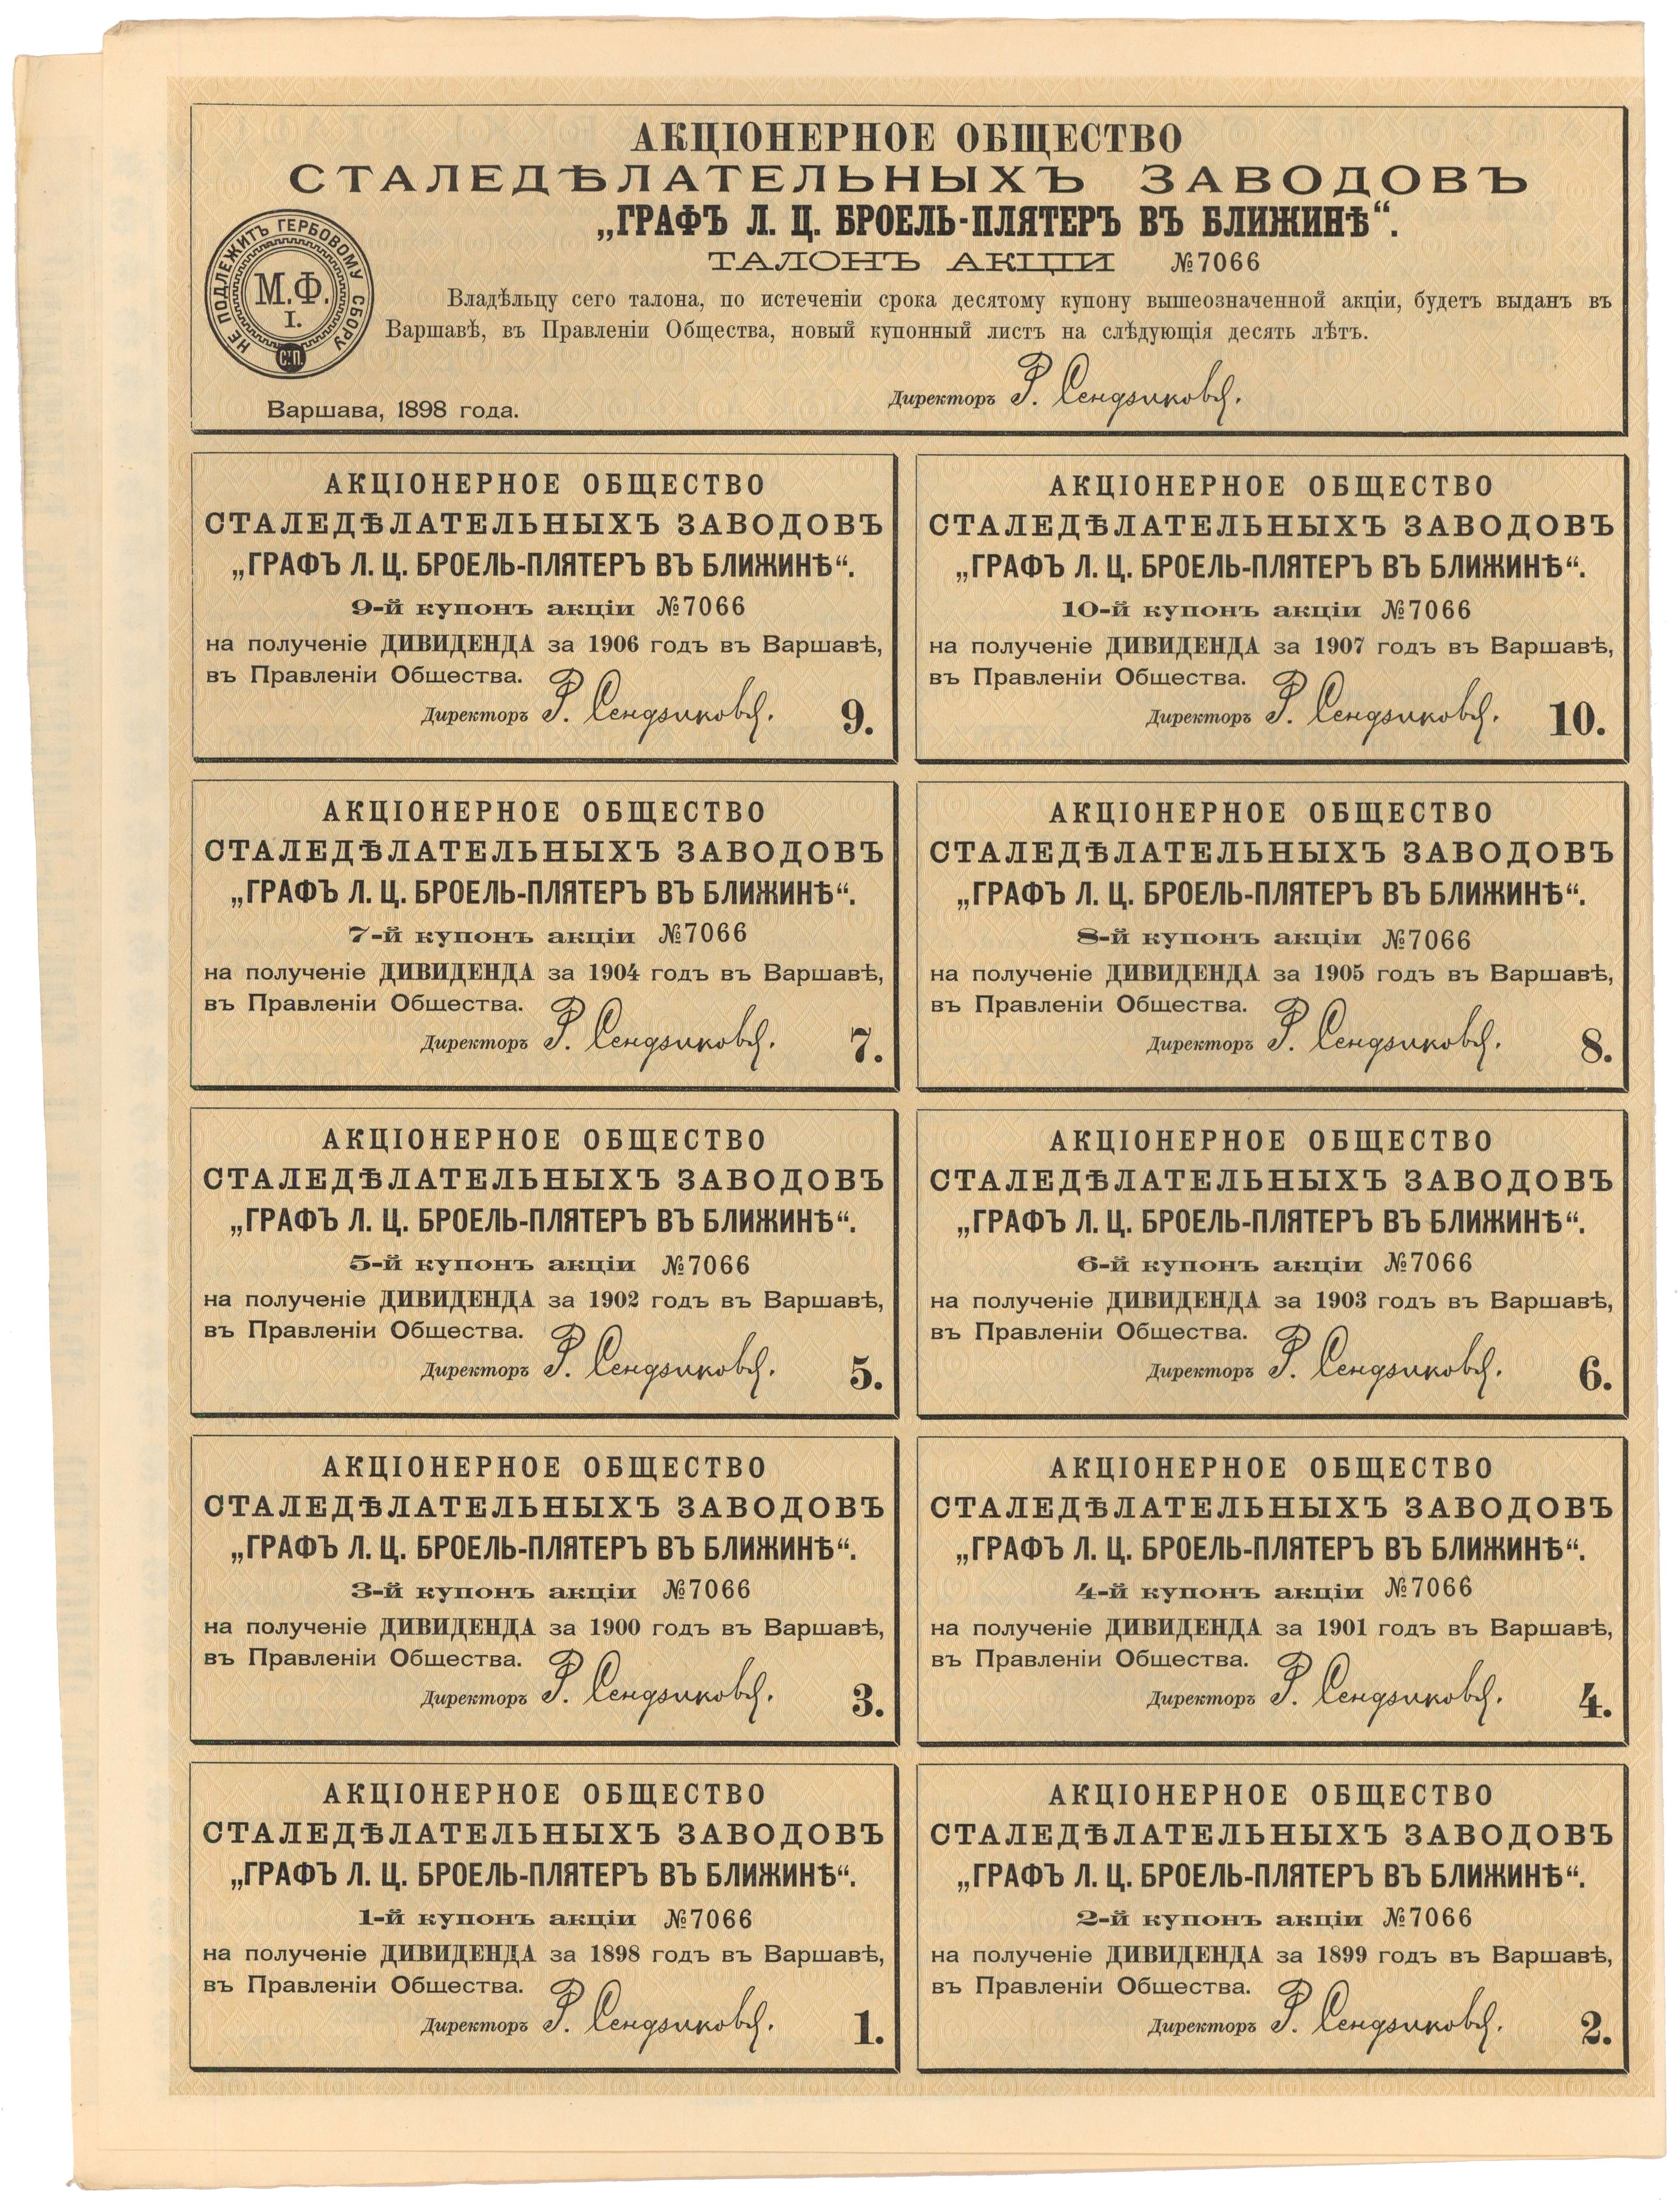 АКЦІОНЕРНОЕ ОБЩЕСТВО
СТАЛЕДѢЛАТЕЛЬНЫХЪ ЗАВОДОВЪ
„ГРАФЪ Л. Ц. БРОЕЛЬ-ПЛЯТЕРЪ ВЪ БЛИЖИНѢ“.
ТАЛОНЪ АКЦІИ №7066
НЕ ПОДЛЕЖИТЪ ГЕРБОВОМУ СБОРУ
М.Ф.
I.
С.П.
Владѣльцу сего талона, по истеченіи срока десятому купону вышеозначенной акціи, будетъ выданъ въ
Варшавѣ, въ Правленіи Общества, новый купонный листъ на слѣдующія десять лѣтъ.
Варшава, 1898 года.
Директоръ Р. Сендзиковс
АКЦІОНЕРНОЕ ОБЩЕСТВО
СТАЛЕДѢЛАТЕЛЬНЫХЪ ЗАВОДОВЪ
„ГРАФЪ Л. Ц. БРОЕЛЬ-ПЛЯТЕРЪ ВЪ БЛИЖИНѢ“.
9-й купонъ акціи №7066
на полученіе ДИВИДЕНДА за 1906 годъ въ Варшавѣ,
въ Правленіи Общества.
Директоръ Р. Сендзиковс 9.
АКЦІОНЕРНОЕ ОБЩЕСТВО
СТАЛЕДѢЛАТЕЛЬНЫХЪ ЗАВОДОВЪ
„ГРАФЪ Л. Ц. БРОЕЛЬ-ПЛЯТЕРЪ ВЪ БЛИЖИНѢ“.
10-й купонъ акціи №7066
на полученіе ДИВИДЕНДА за 1907 годъ въ Варшавѣ,
въ Правленіи Общества.
Директоръ Р. Сендзиковс 10.
АКЦІОНЕРНОЕ ОБЩЕСТВО
СТАЛЕДѢЛАТЕЛЬНЫХЪ ЗАВОДОВЪ
„ГРАФЪ Л. Ц. БРОЕЛЬ-ПЛЯТЕРЪ ВЪ БЛИЖИНѢ“.
7-й купонъ акціи №7066
на полученіе ДИВИДЕНДА за 1904 годъ въ Варшавѣ,
въ Правленіи Общества.
Директоръ Р. Сендзиковс 7.
АКЦІОНЕРНОЕ ОБЩЕСТВО
СТАЛЕДѢЛАТЕЛЬНЫХЪ ЗАВОДОВЪ
„ГРАФЪ Л. Ц. БРОЕЛЬ-ПЛЯТЕРЪ ВЪ БЛИЖИНѢ“.
8-й купонъ акціи №7066
на полученіе ДИВИДЕНДА за 1905 годъ въ Варшавѣ,
въ Правленіи Общества.
Директоръ Р. Сендзиковс 8.
АКЦІОНЕРНОЕ ОБЩЕСТВО
СТАЛЕДѢЛАТЕЛЬНЫХЪ ЗАВОДОВЪ
„ГРАФЪ Л. Ц. БРОЕЛЬ-ПЛЯТЕРЪ ВЪ БЛИЖИНѢ“.
5-й купонъ акціи №7066
на полученіе ДИВИДЕНДА за 1902 годъ въ Варшавѣ,
въ Правленіи Общества.
Директоръ Р. Сендзиковс 5.
АКЦІОНЕРНОЕ ОБЩЕСТВО
СТАЛЕДѢЛАТЕЛЬНЫХЪ ЗАВОДОВЪ
„ГРАФЪ Л. Ц. БРОЕЛЬ-ПЛЯТЕРЪ ВЪ БЛИЖИНѢ“.
6-й купонъ акціи №7066
на полученіе ДИВИДЕНДА за 1903 годъ въ Варшавѣ,
въ Правленіи Общества.
Директоръ Р. Сендзиковс 6.
АКЦІОНЕРНОЕ ОБЩЕСТВО
СТАЛЕДѢЛАТЕЛЬНЫХЪ ЗАВОДОВЪ
„ГРАФЪ Л. Ц. БРОЕЛЬ-ПЛЯТЕРЪ ВЪ БЛИЖИНѢ“.
3-й купонъ акціи №7066
на полученіе ДИВИДЕНДА за 1900 годъ въ Варшавѣ,
въ Правленіи Общества.
Директоръ Р. Сендзиковс 3.
АКЦІОНЕРНОЕ ОБЩЕСТВО
СТАЛЕДѢЛАТЕЛЬНЫХЪ ЗАВОДОВЪ
„ГРАФЪ Л. Ц. БРОЕЛЬ-ПЛЯТЕРЪ ВЪ БЛИЖИНѢ“.
4-й купонъ акціи №7066
на полученіе ДИВИДЕНДА за 1901 годъ въ Варшавѣ,
въ Правленіи Общества.
Директоръ Р. Сендзиковс 4.
АКЦІОНЕРНОЕ ОБЩЕСТВО
СТАЛЕДѢЛАТЕЛЬНЫХЪ ЗАВОДОВЪ
„ГРАФЪ Л. Ц. БРОЕЛЬ-ПЛЯТЕРЪ ВЪ БЛИЖИНѢ“.
1-й купонъ акціи №7066
на полученіе ДИВИДЕНДА за 1898 годъ въ Варшавѣ,
въ Правленіи Общества.
Директоръ Р. Сендзиковс 1.
АКЦІОНЕРНОЕ ОБЩЕСТВО
СТАЛЕДѢЛАТЕЛЬНЫХЪ ЗАВОДОВЪ
„ГРАФЪ Л. Ц. БРОЕЛЬ-ПЛЯТЕРЪ ВЪ БЛИЖИНѢ“.
2-й купонъ акціи №7066
на полученіе ДИВИДЕНДА за 1899 годъ въ Варшавѣ,
въ Правленіи Общества.
Директоръ Р. Сендзиковс 2.